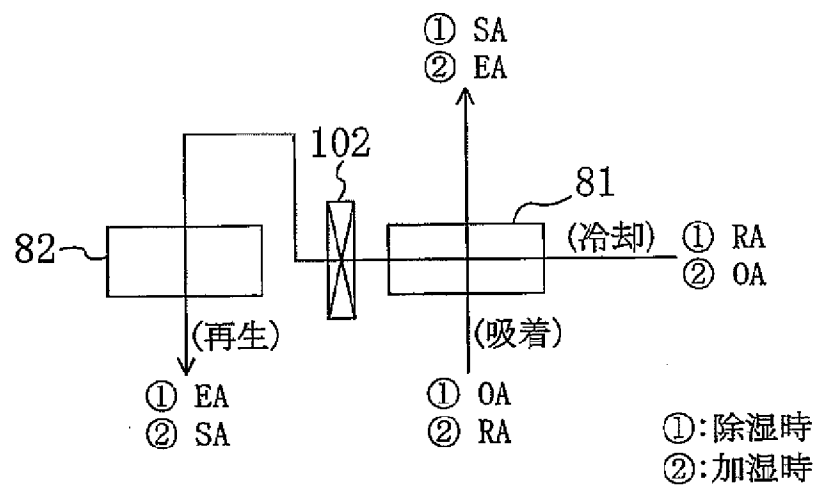 ① SA
② EA
102
81
82
(冷却)
① RA
② OA
(再生)
(吸着)
① EA
② SA
① OA
② RA
①:除湿時
②:加湿時